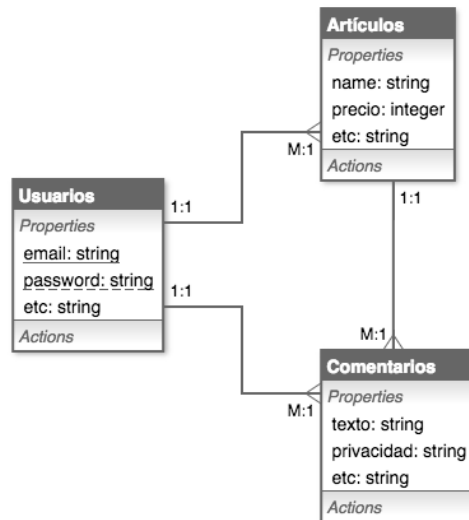 Artículos
Properties
name: string
precio: integer
etc: string
Actions
M:1
1:1
Usuarios
Properties
email: string
password: string
etc: string
Actions
1:1
1:1
M:1
M:1
Comentarios
Properties
texto: string
privacidad: string
etc: string
Actions